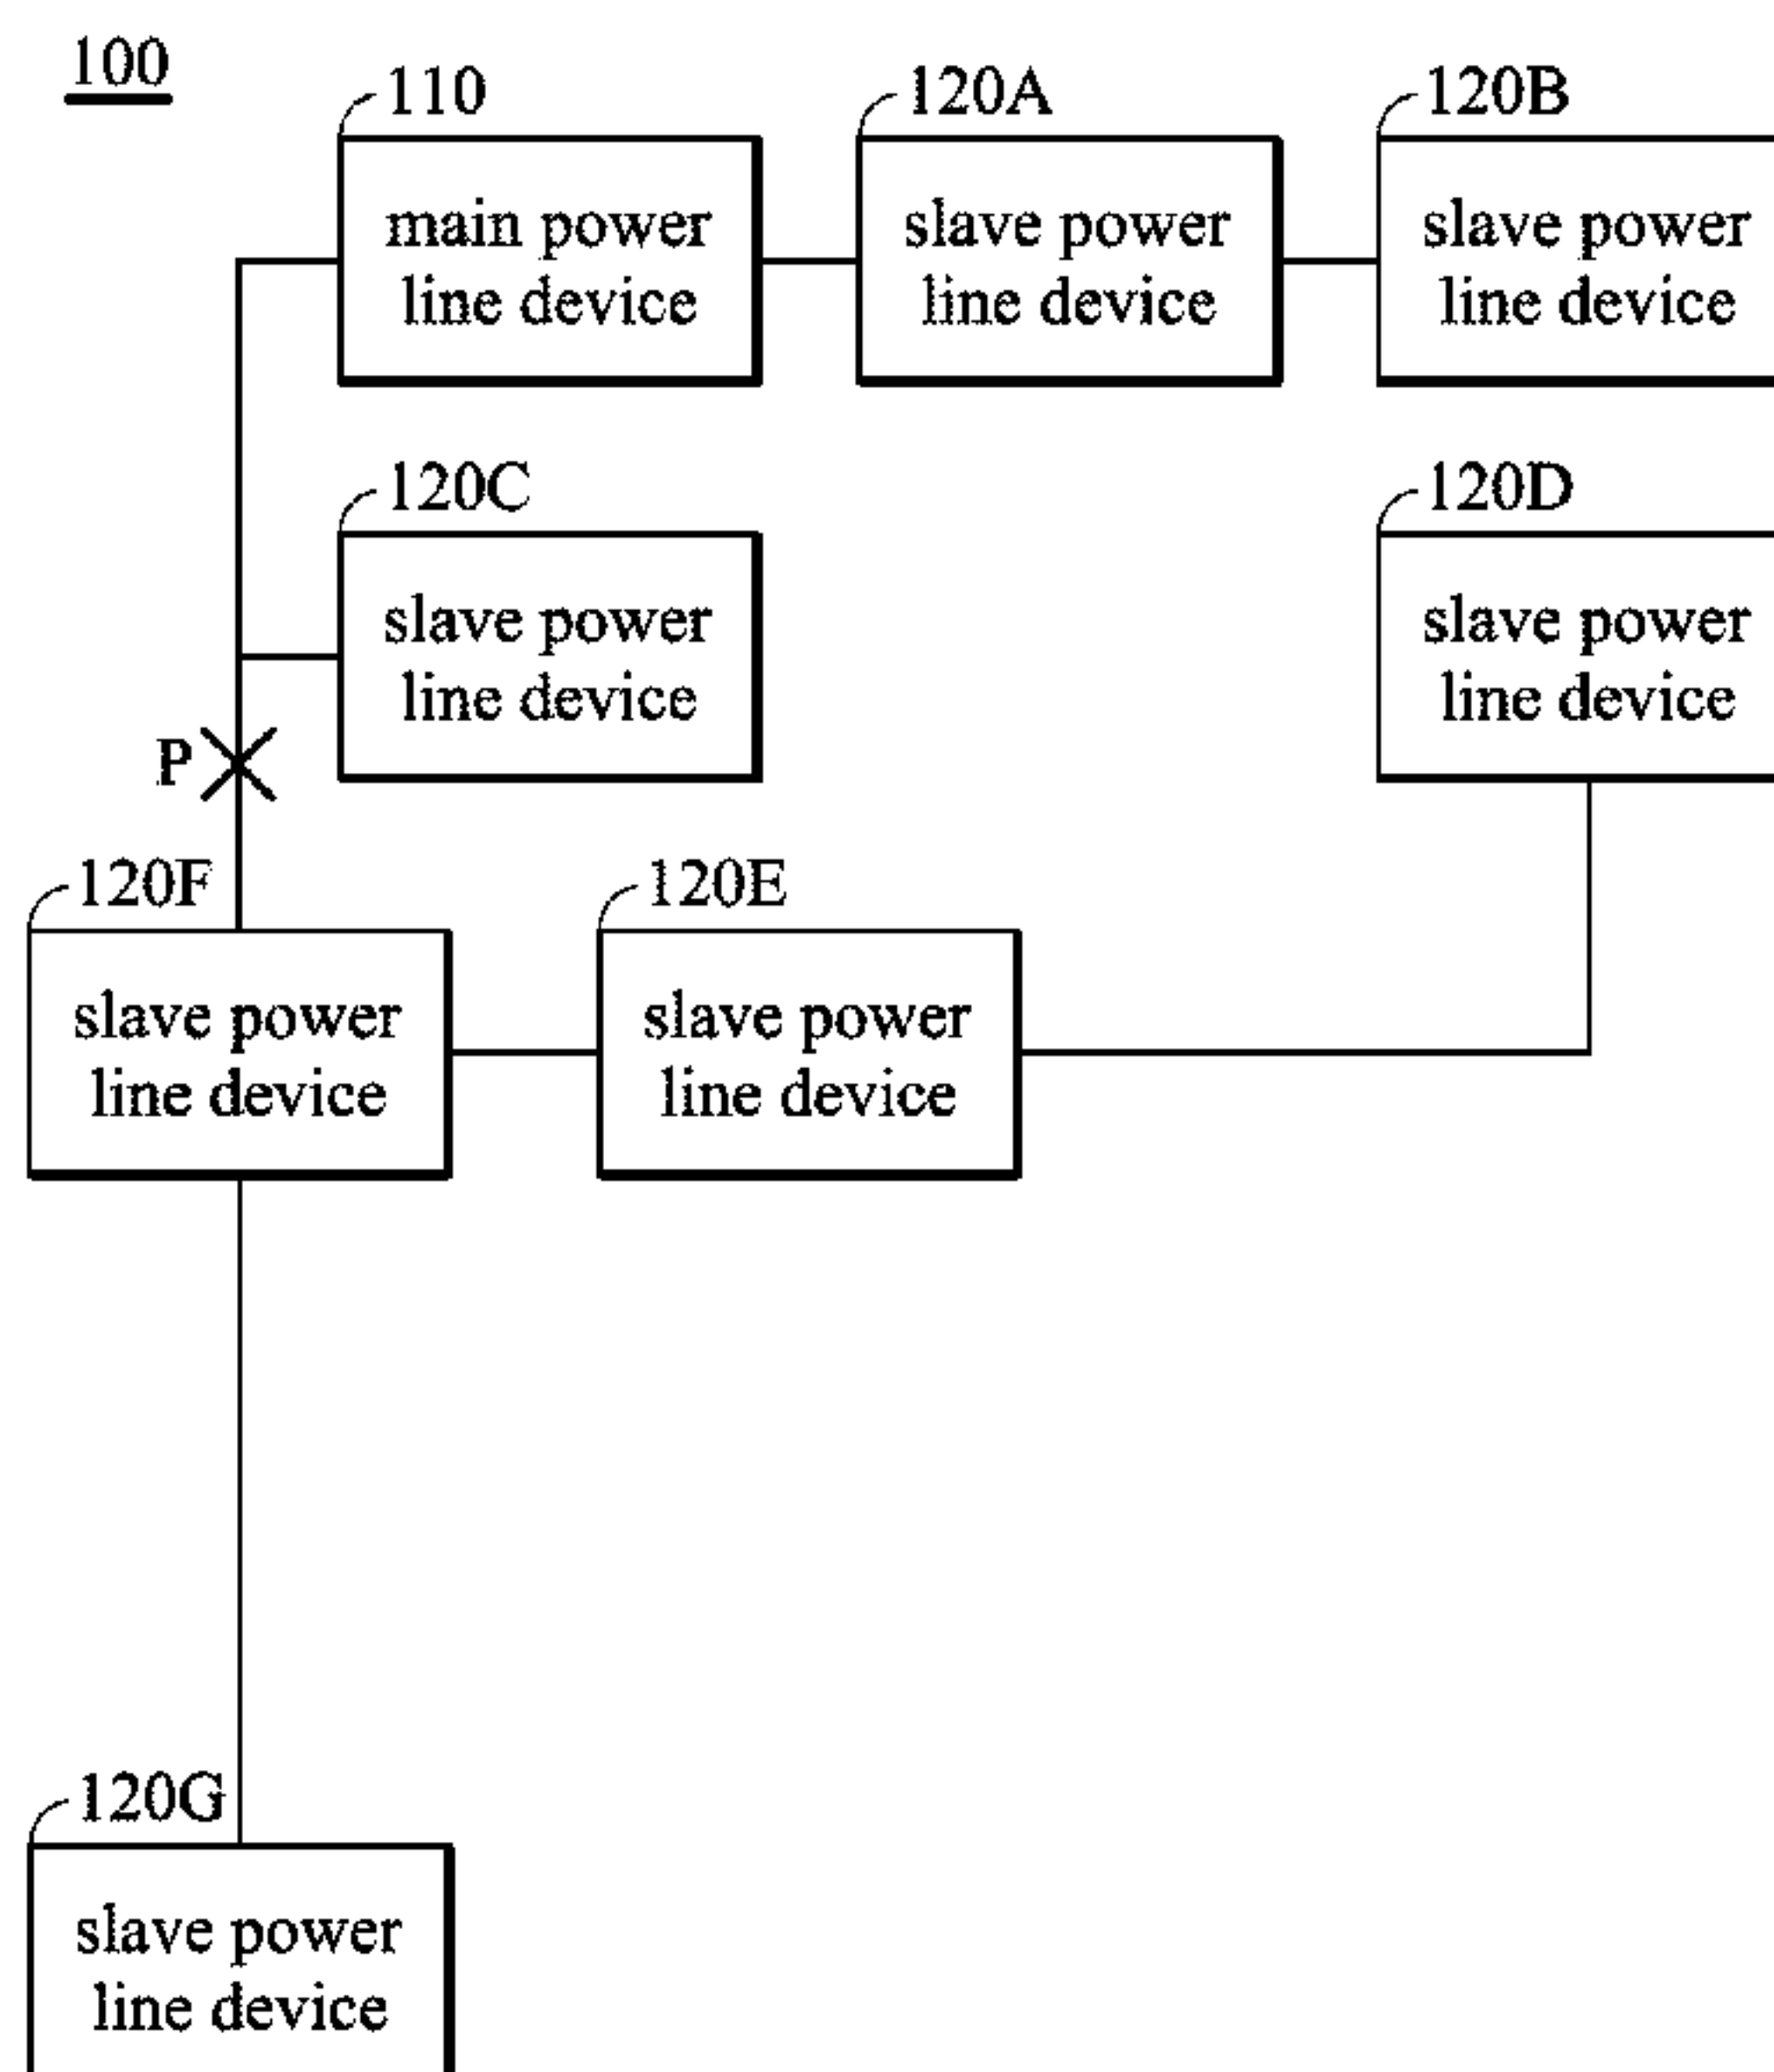 100
110
120A
120B
main power
line device
slave power
line device
slave power
line device
120C
120D
slave power
line device
slave power
line device
P
120F
120E
slave power
line device
slave power
line device
120G
slave power
line device